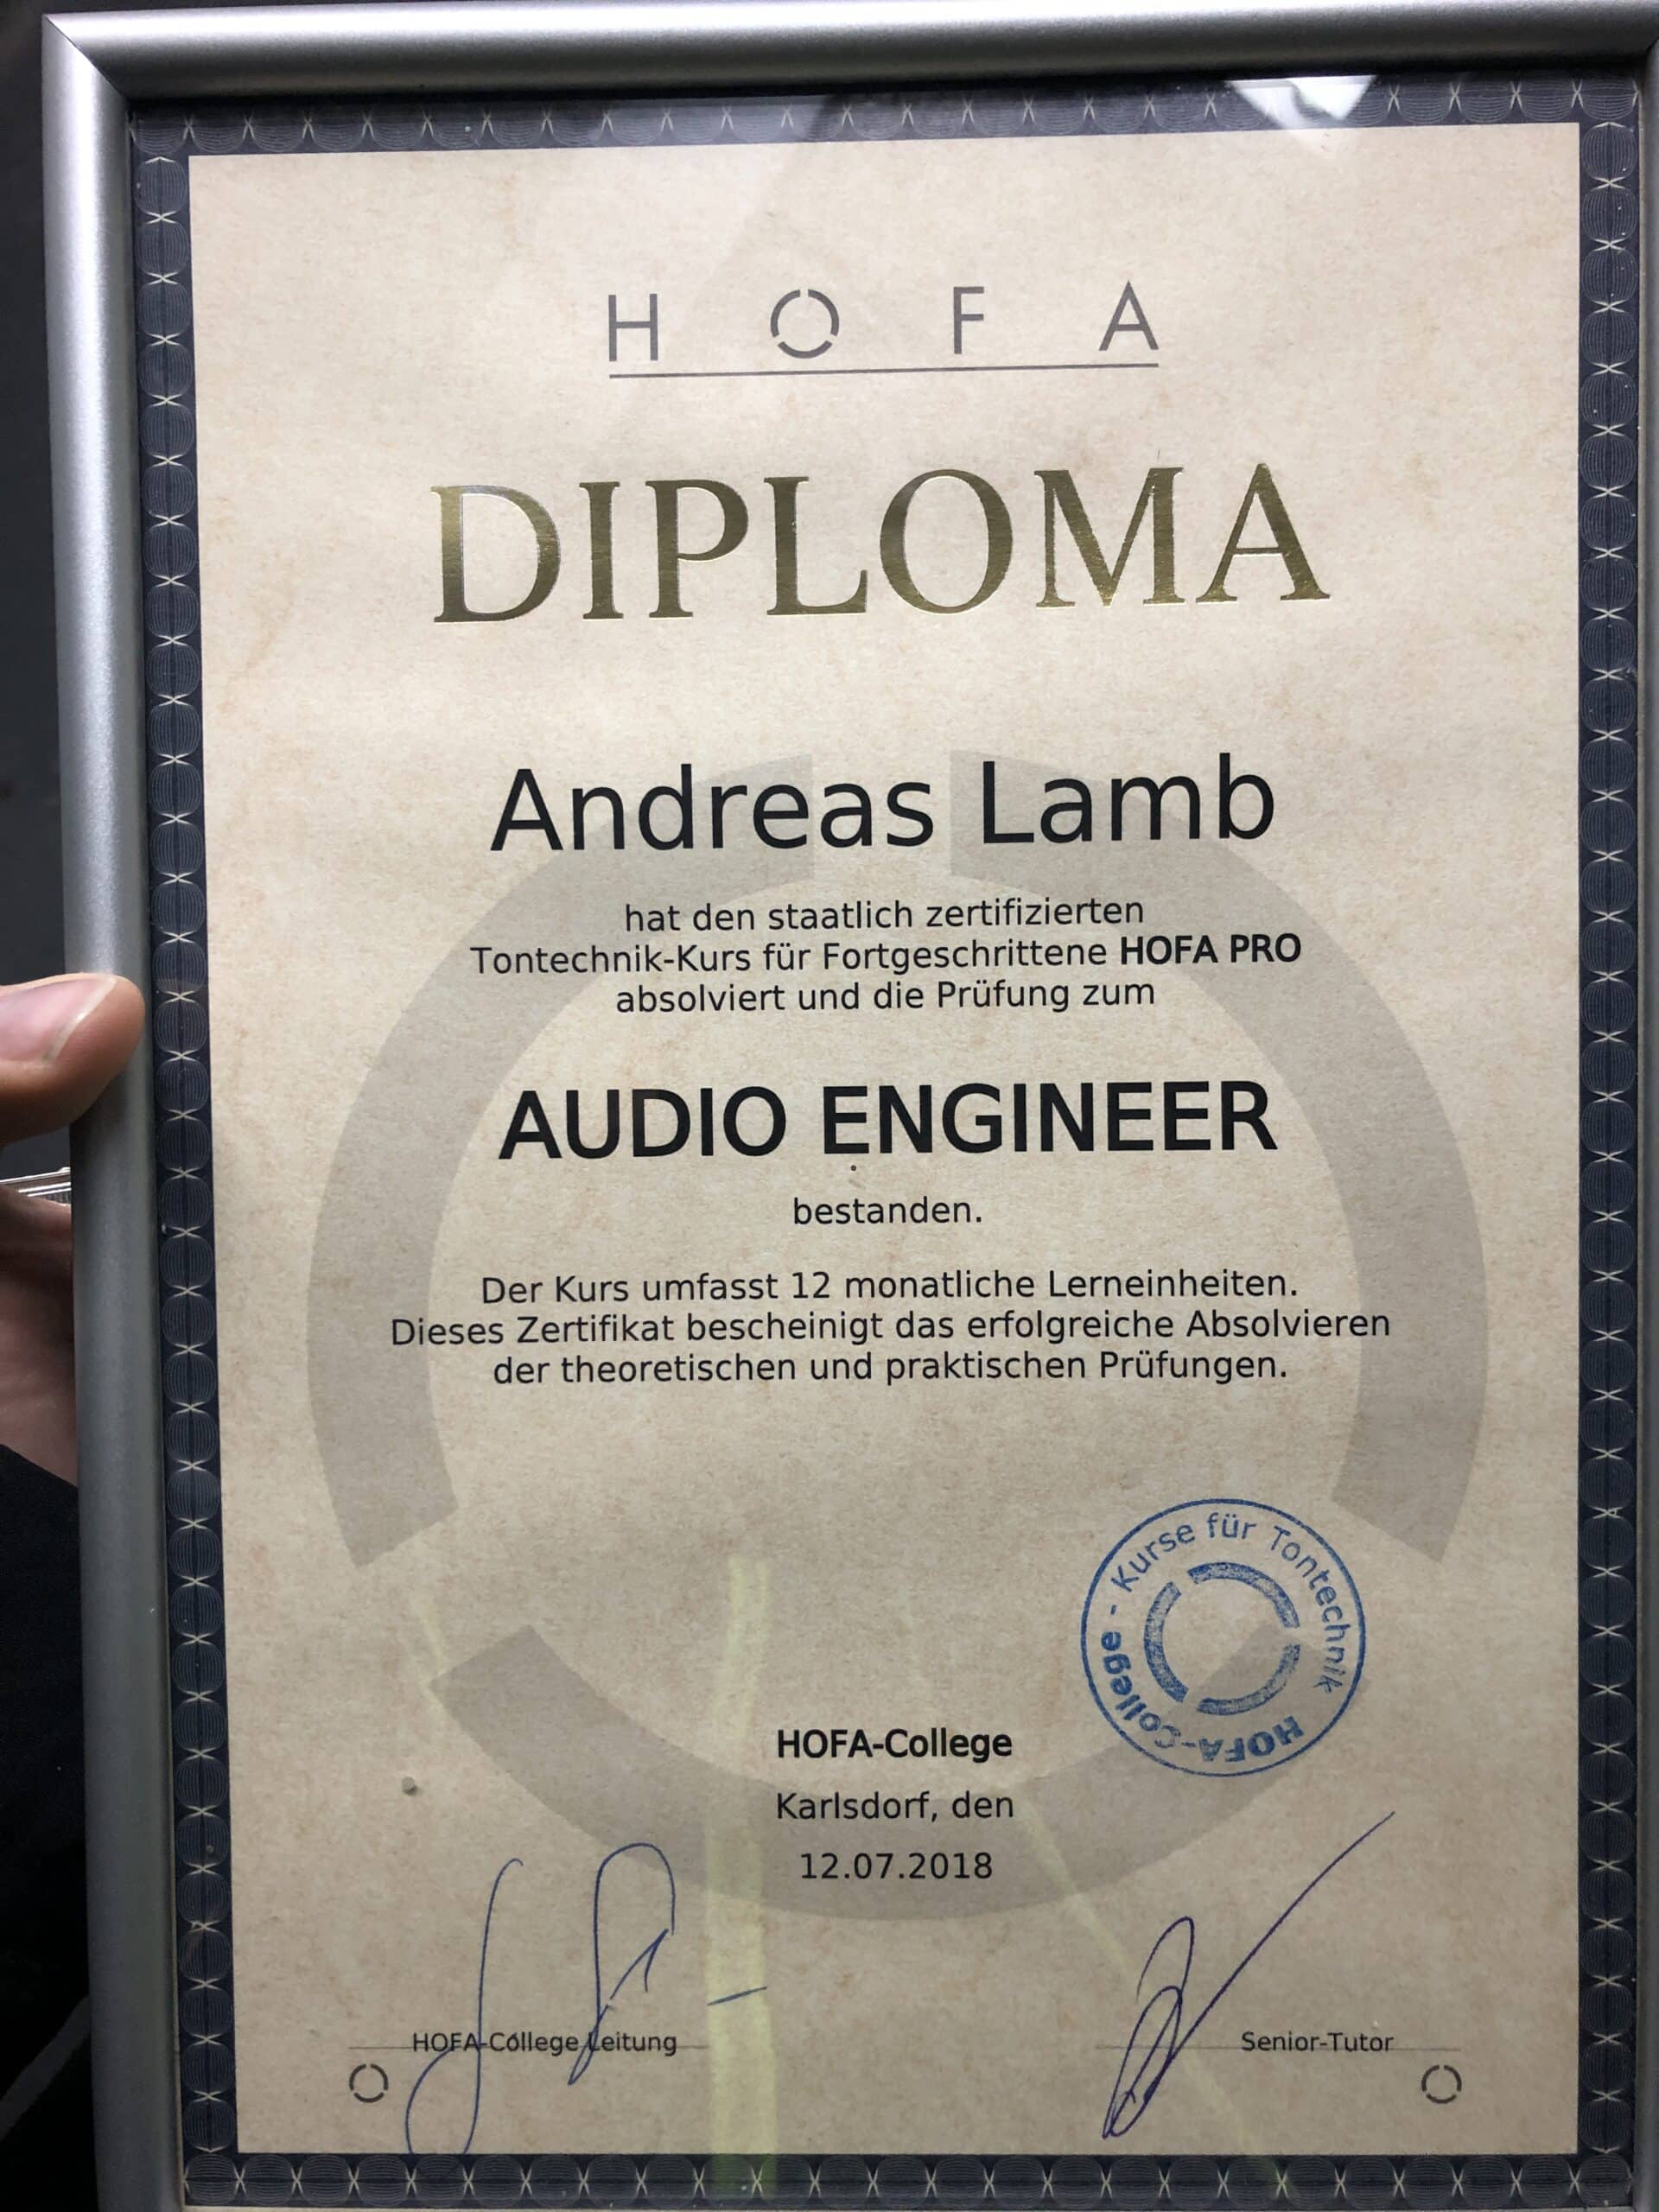 HOFA
DIPLOMA
Andreas Lamb
hat den staatlich zertifizierten
Tontechnik-Kurs für Fortgeschrittene HOFA PRO
absolviert und die Prüfung zum
AUDIO ENGINEER
bestanden.
Der Kurs umfasst 12 monatliche Lerneinheiten.
Dieses Zertifikat bescheinigt das erfolgreiche Absolvieren
der theoretischen und praktischen Prüfungen.
HOFA-College - Kurse für Tontechnik
HOFA-College
Karlsdorf, den
12.07.2018
HOFA-College Leitung
Senior-Tutor